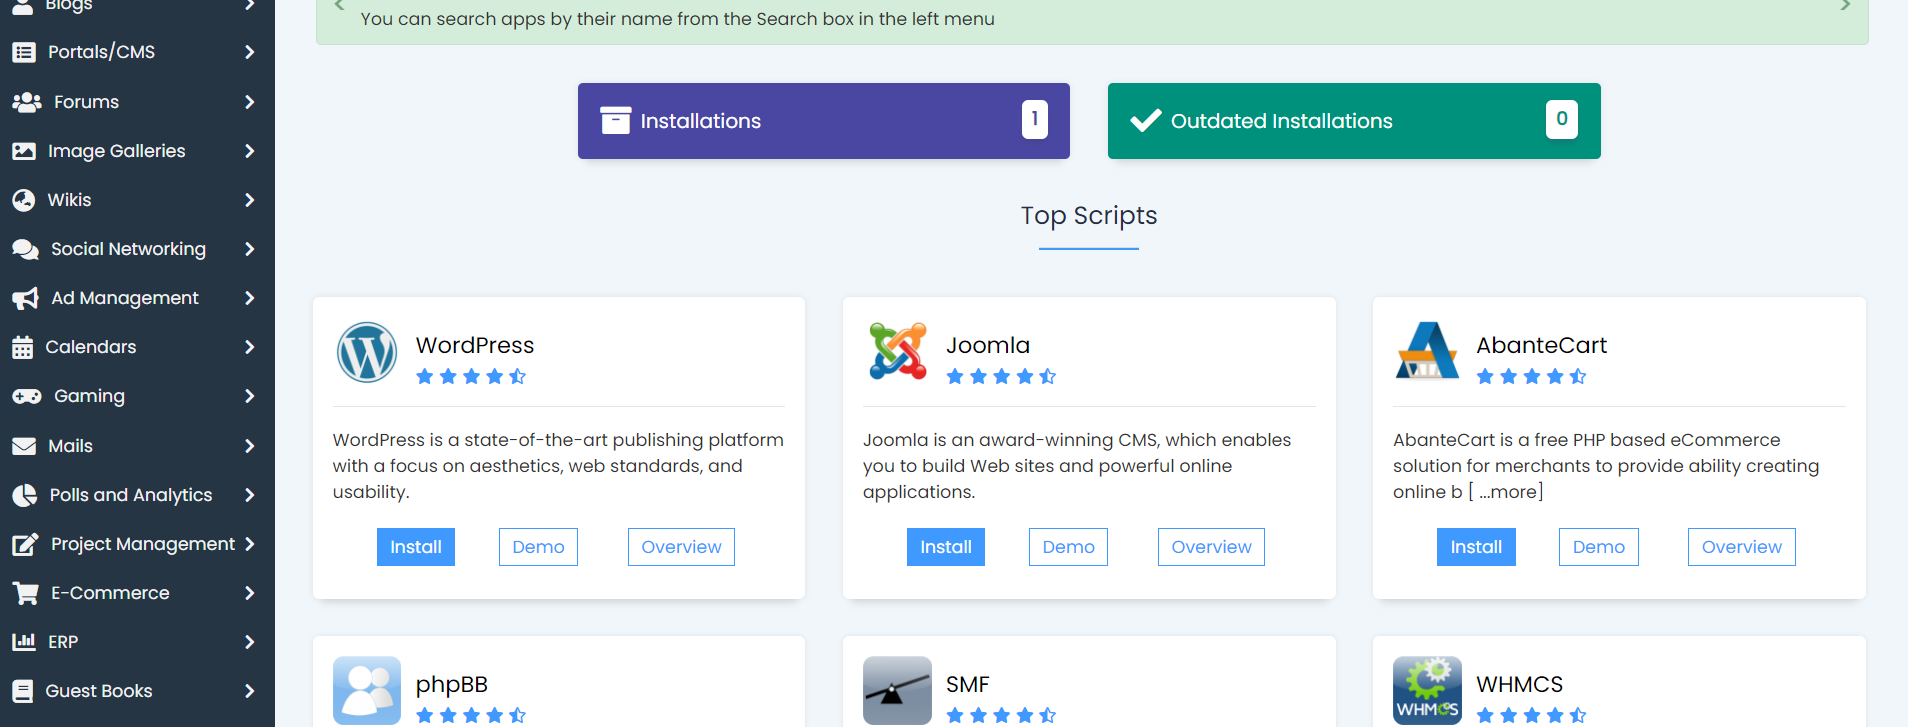 Blogs
You can search apps by their name from the Search box in the left menu
Portals/CMS
Forums
Image Galleries
Wikis
Social Networking
Ad Management
Calendars
Gaming
Mails
Polls and Analytics
Project Management
E-Commerce
ERP
Guest Books
Installations
1
Outdated Installations
0
Top Scripts
WordPress
WordPress is a state-of-the-art publishing platform
with a focus on aesthetics, web standards, and
usability.
Install
Demo
Overview
Joomla
Joomla is an award-winning CMS, which enables
you to build Web sites and powerful online
applications.
Install
Demo
Overview
AbanteCart
AbanteCart is a free PHP based eCommerce
solution for merchants to provide ability creating
online b [ ...more]
Install
Demo
Overview
phpBB
SMF
WHMCS
WHMCS